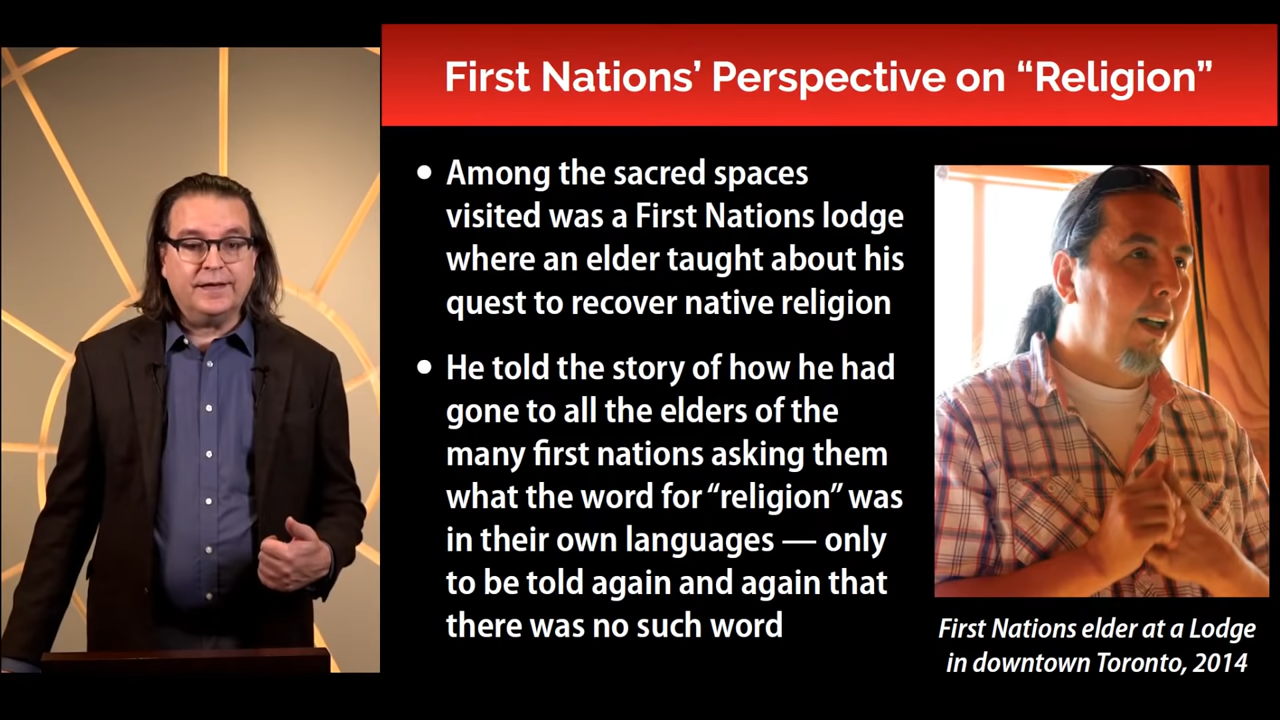 First Nations’ Perspective on “Religion”
• Among the sacred spaces
visited was a First Nations lodge
where an elder taught about his
quest to recover native religion
• He told the story of how he had
gone to all the elders of the
many first nations asking them
what the word for “religion” was
in their own languages — only
to be told again and again that
there was no such word
First Nations elder at a Lodge
in downtown Toronto, 2014